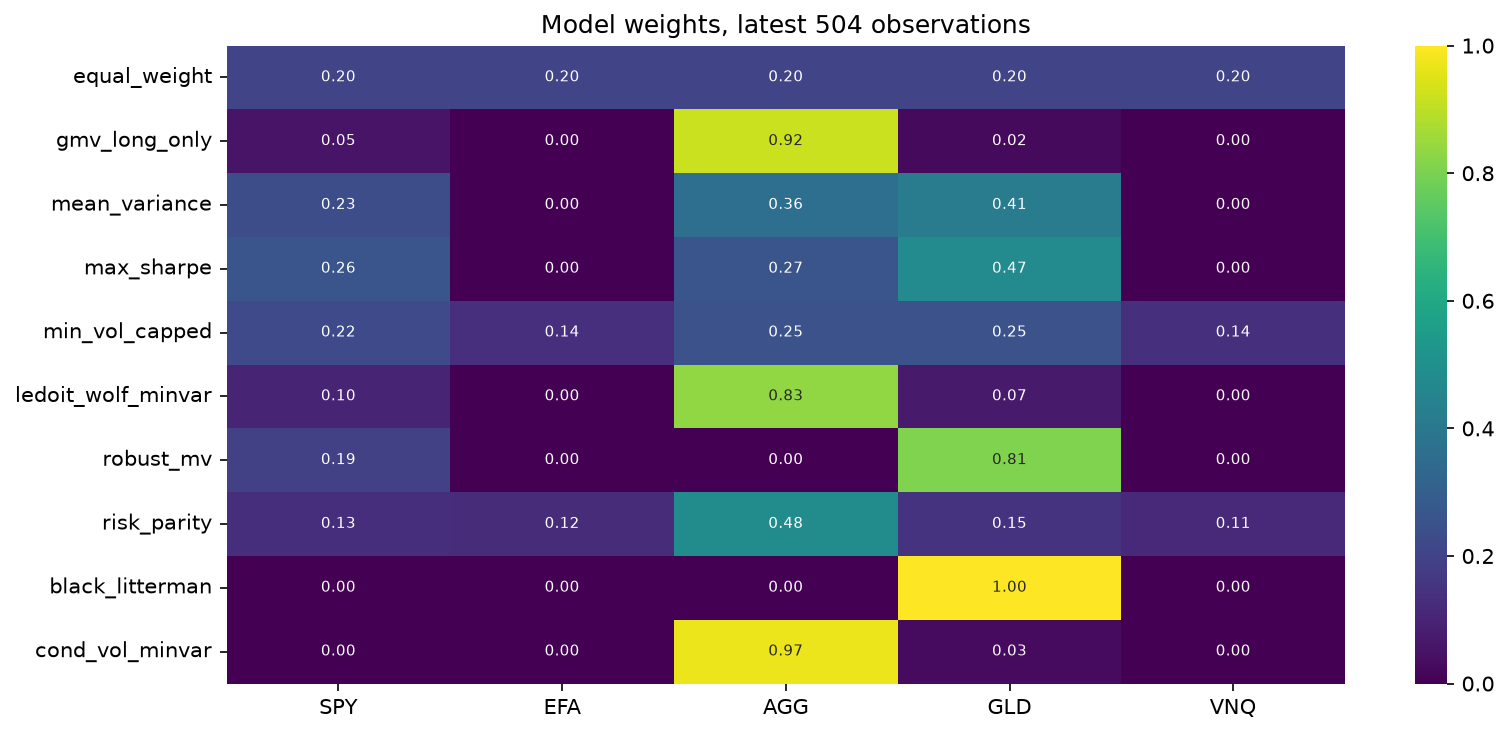 Model weights, latest 504 observations
equal_weight 0.20 0.20 0.20 0.20 0.20
gmv_long_only 0.05 0.00 0.92 0.02 0.00
mean_variance 0.23 0.00 0.36 0.41 0.00
max_sharpe 0.26 0.00 0.27 0.47 0.00
min_vol_capped 0.22 0.14 0.25 0.25 0.14
ledoit_wolf_minvar 0.10 0.00 0.83 0.07 0.00
robust_mv 0.19 0.00 0.00 0.81 0.00
risk_parity 0.13 0.12 0.48 0.15 0.11
black_litterman 0.00 0.00 0.00 1.00 0.00
cond_vol_minvar 0.00 0.00 0.97 0.03 0.00
SPY EFA AGG GLD VNQ
1.0
0.8
0.6
0.4
0.2
0.0